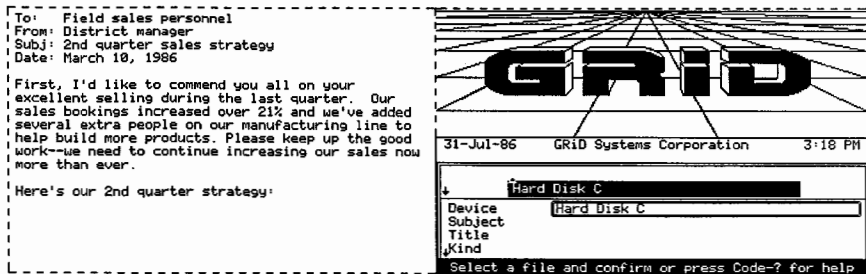 To:   Field sales personnel
From: District manager
Subj: 2nd quarter sales strategy
Date: March 10, 1986
First, I'd like to commend you all on your
excellent selling during the last quarter.  Our
sales bookings increased over 21% and we've added
several extra people on our manufacturing line to
help build more products. Please keep up the good
work--we need to continue increasing our sales now
more than ever.
Here's our 2nd quarter strategy:
GRiD
31-Jul-86   GRiD Systems Corporation   3:18 PM
Hard Disk C
Device   Hard Disk C
Subject
Title
Kind
Select a file and confirm or press Code-? for help